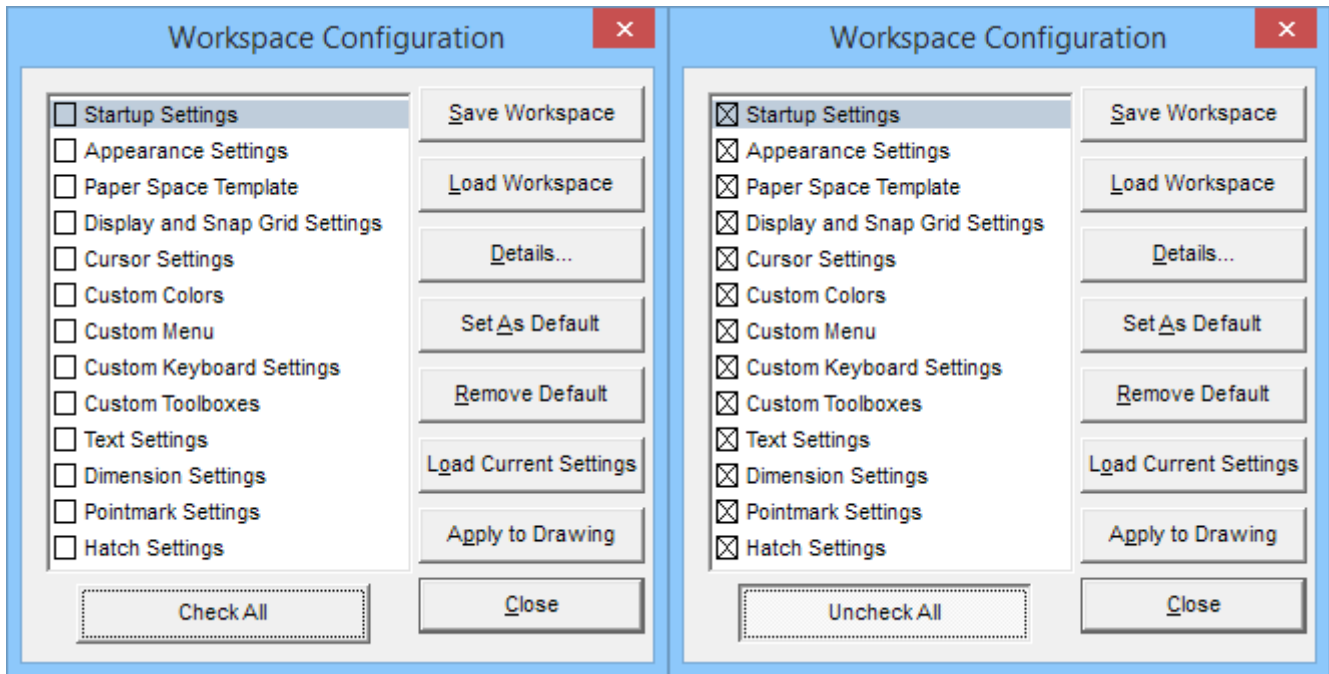 Workspace Configuration
Startup Settings
Appearance Settings
Paper Space Template
Display and Snap Grid Settings
Cursor Settings
Custom Colors
Custom Menu
Custom Keyboard Settings
Custom Toolboxes
Text Settings
Dimension Settings
Pointmark Settings
Hatch Settings
Check All
Save Workspace
Load Workspace
Details...
Set As Default
Remove Default
Load Current Settings
Apply to Drawing
Close
Workspace Configuration
Startup Settings
Appearance Settings
Paper Space Template
Display and Snap Grid Settings
Cursor Settings
Custom Colors
Custom Menu
Custom Keyboard Settings
Custom Toolboxes
Text Settings
Dimension Settings
Pointmark Settings
Hatch Settings
Uncheck All
Save Workspace
Load Workspace
Details...
Set As Default
Remove Default
Load Current Settings
Apply to Drawing
Close